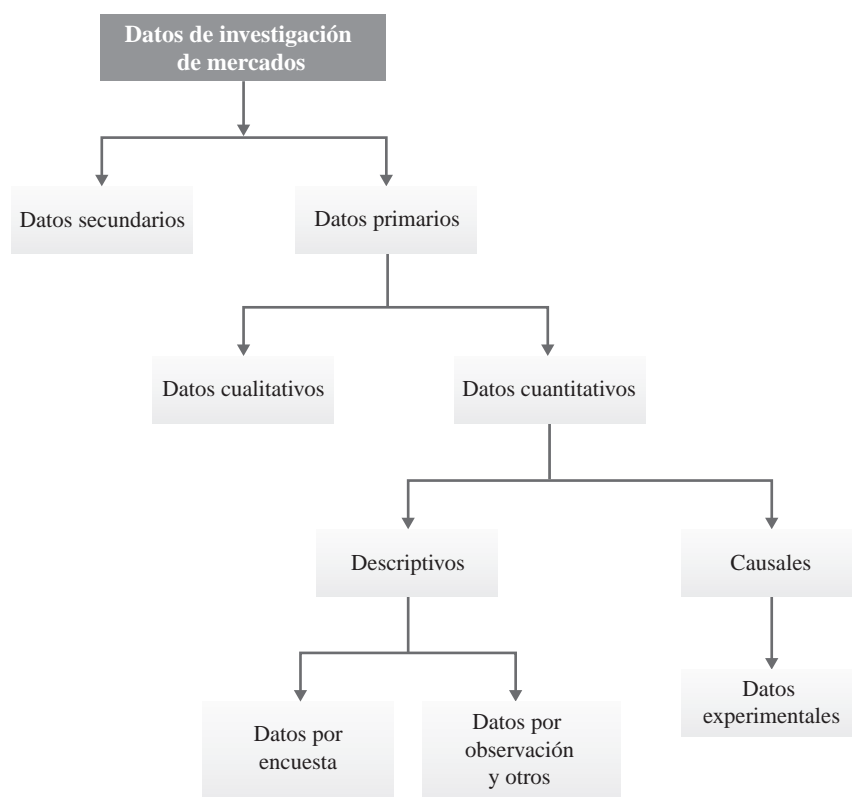 Datos de investigación
de mercados
Datos secundarios
Datos primarios
Datos cualitativos
Datos cuantitativos
Descriptivos
Causales
Datos por
encuesta
Datos por
observación
y otros
Datos
experimentales